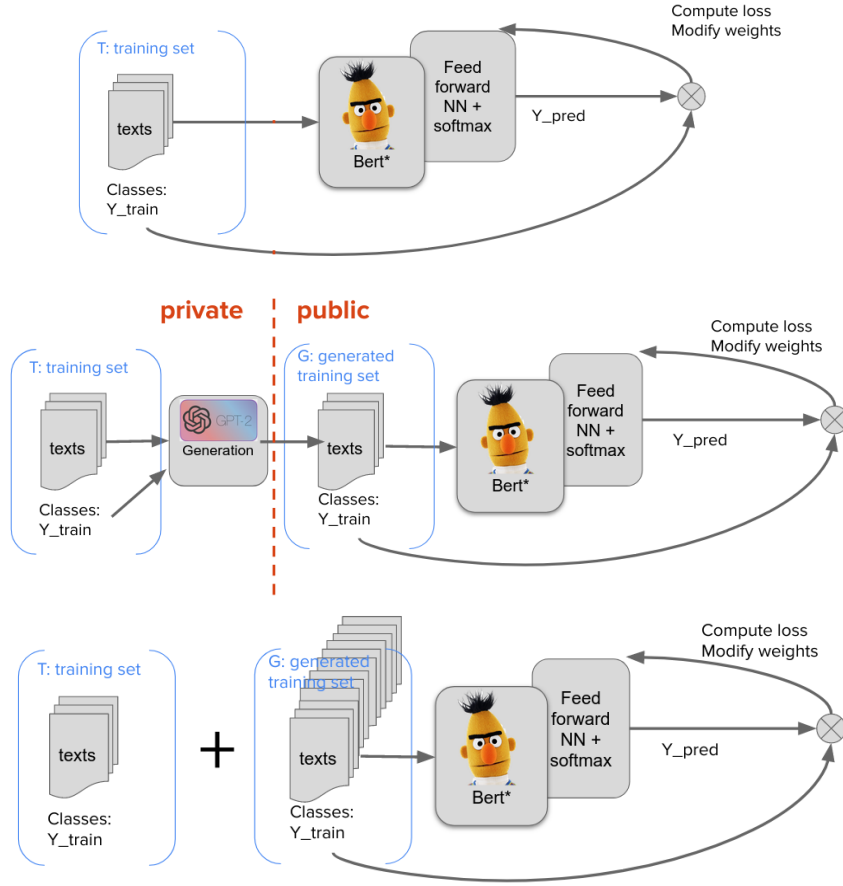 Compute loss
Modify weights
T: training set
Feed
forward
NN +
softmax
texts
Y_pred
Bert*
Classes:
Y_train
private
public
Compute loss
Modify weights
T: training set
G: generated
training set
Feed
forward
NN +
softmax
GPT-2
texts
Generation
texts
Y_pred
Bert*
Classes:
Y_train
Classes:
Y_train
Compute loss
Modify weights
T: training set
G: generated
training set
Feed
forward
NN +
softmax
texts
+
texts
Y_pred
Bert*
Classes:
Y_train
Classes:
Y_train